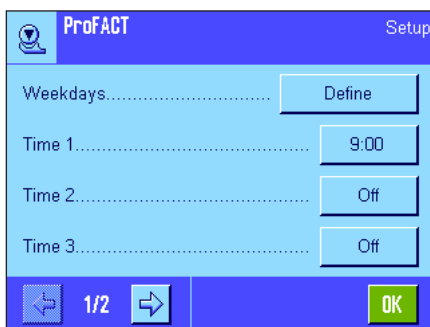 ProFACT Setup
Weekdays............................... Define
Time 1............................................ 9:00
Time 2............................................ Off
Time 3............................................ Off
1/2 OK